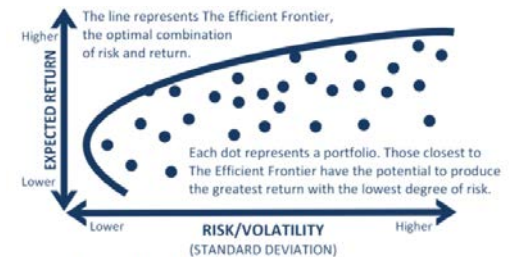 The line represents The Efficient Frontier,
the optimal combination
of risk and return.
Higher
EXPECTED RETURN
Lower
Each dot represents a portfolio. Those closest to
The Efficient Frontier have the potential to produce
the greatest return with the lowest degree of risk.
Lower
RISK/VOLATILITY
Higher
(STANDARD DEVIATION)